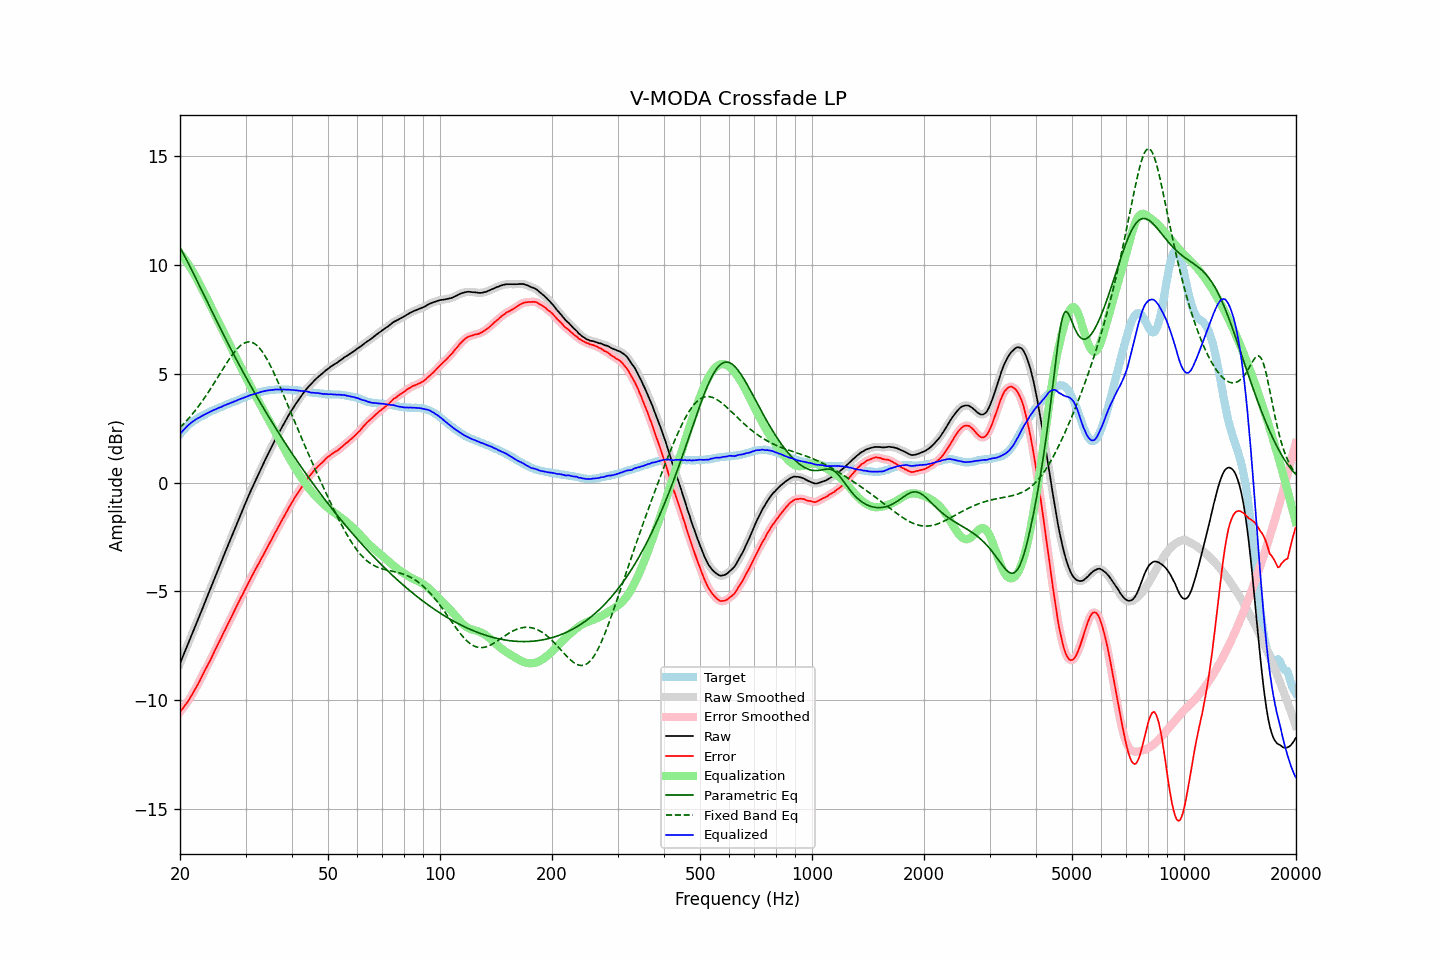 V-MODA Crossfade LP
Amplitude (dBr)
15
10
5
0
−5
−10
−15
Target
Raw Smoothed
Error Smoothed
Raw
Error
Equalization
Parametric Eq
Fixed Band Eq
Equalized
20 50 100 200 500 1000 2000 5000 10000 20000
Frequency (Hz)